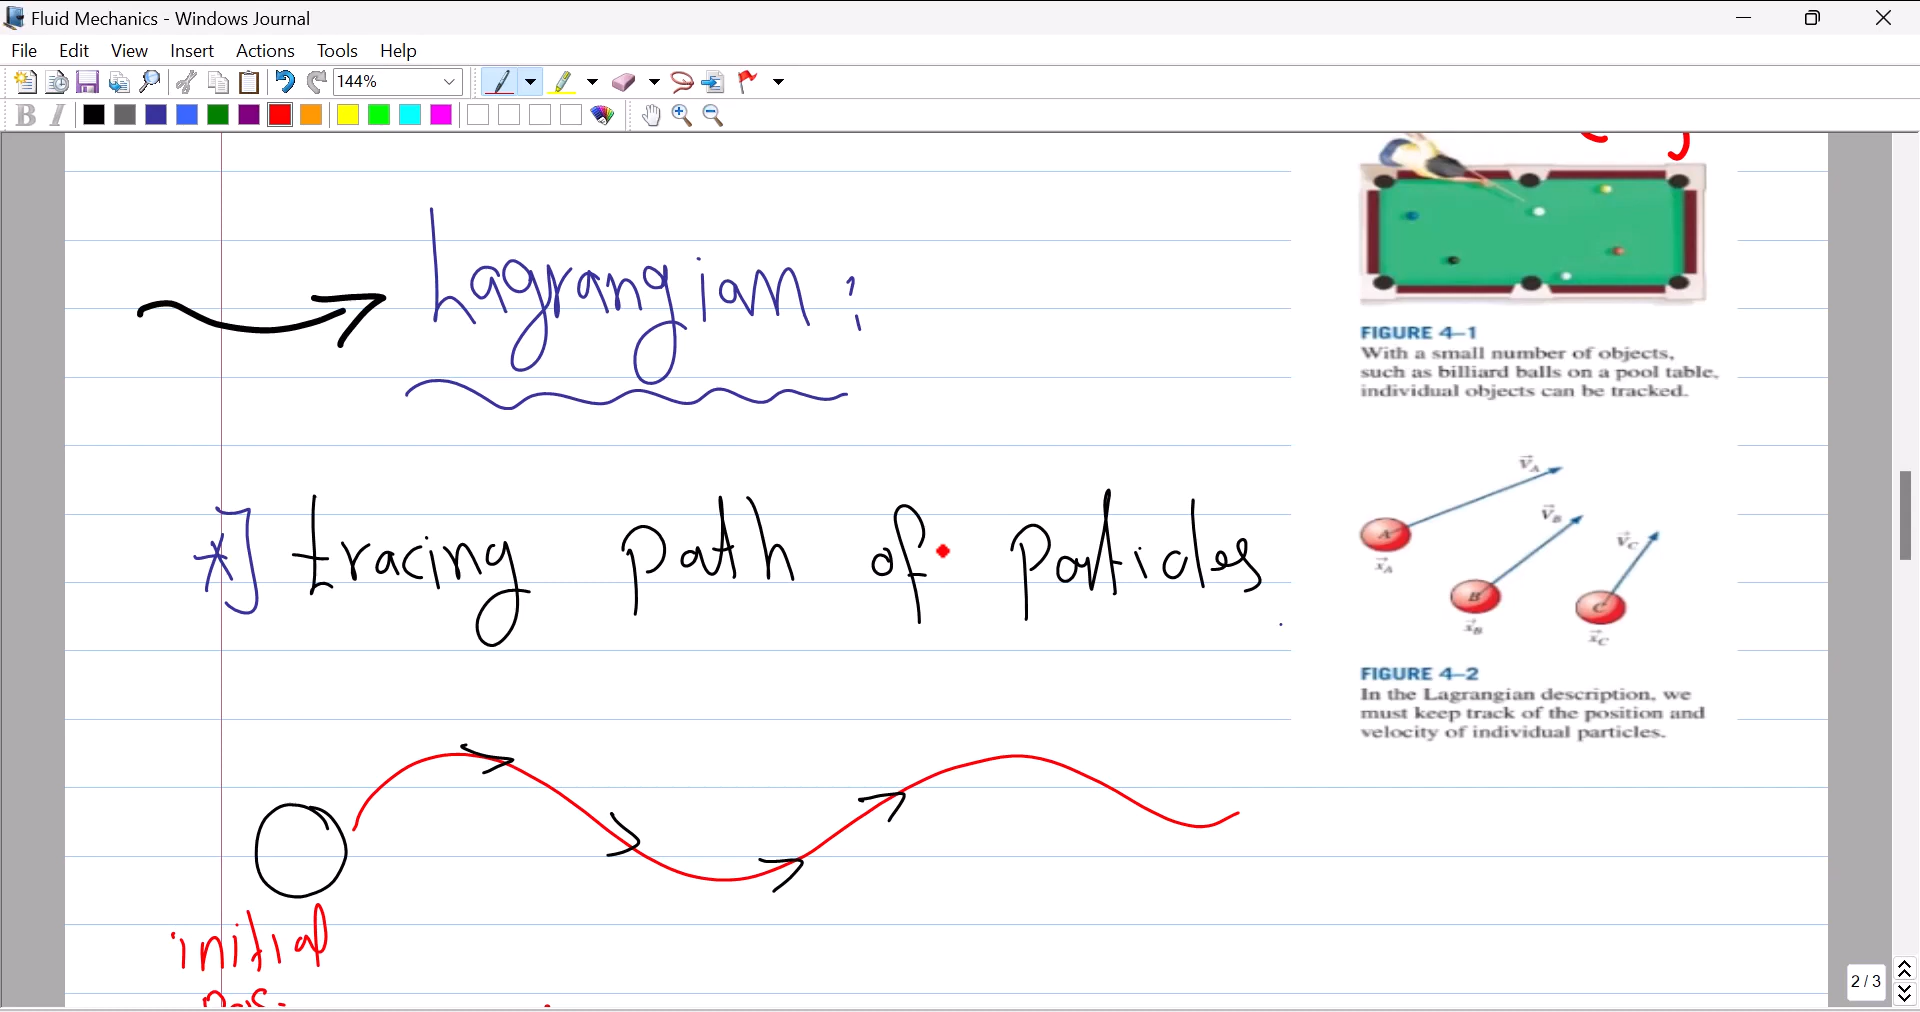 Fluid Mechanics - Windows Journal
File Edit View Insert Actions Tools Help
144%
B I
Lagrangian :
*] tracing path of particles
initial
pos.
FIGURE 4–1
With a small number of objects,
such as billiard balls on a pool table,
individual objects can be tracked.
V⃗A
V⃗B
V⃗C
A
x⃗A
B
x⃗B
C
x⃗C
FIGURE 4–2
In the Lagrangian description, we
must keep track of the position and
velocity of individual particles.
2 / 3